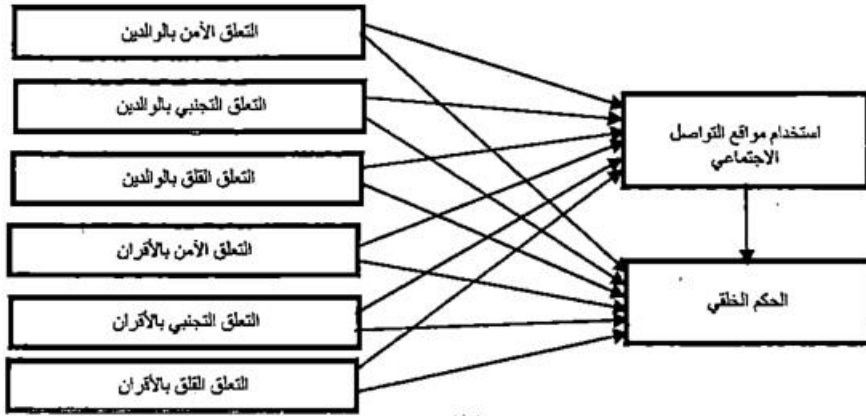 التعلق الأمن بالوالدين
التعلق التجنبي بالوالدين
التعلق القلق بالوالدين
التعلق الأمن بالأقران
التعلق التجنبي بالأقران
التعلق القلق بالأقران
استخدام مواقع التواصل
الاجتماعي
الحكم الخلقي